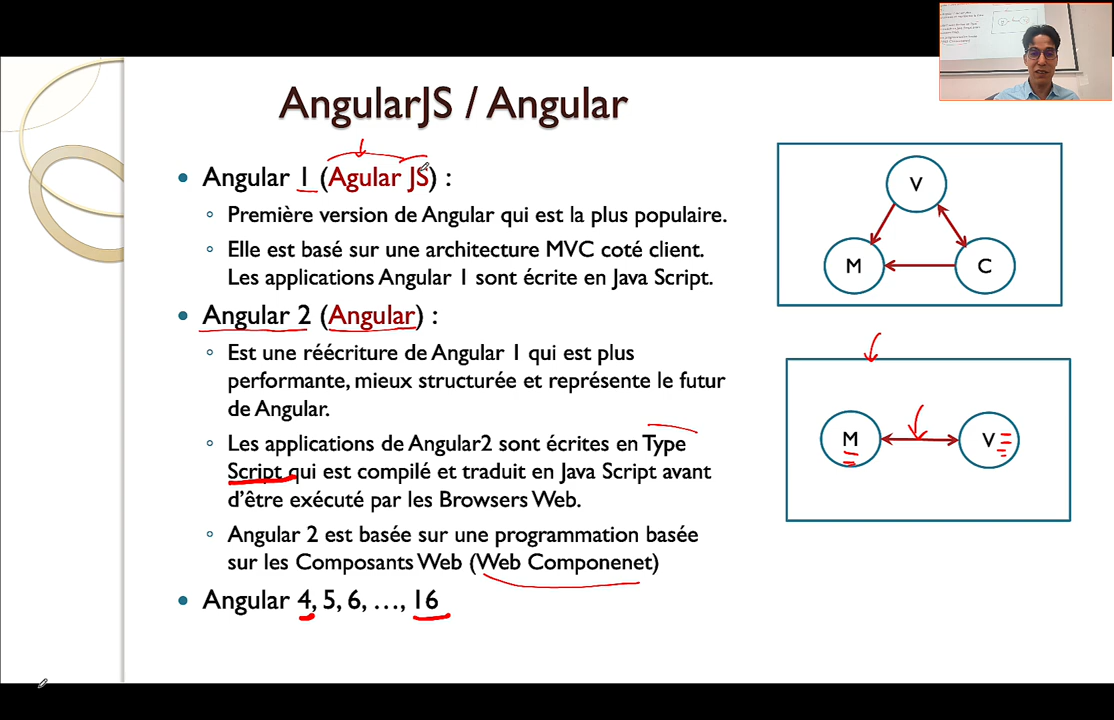 AngularJS / Angular
• Angular 1 (Agular JS) :
◦ Première version de Angular qui est la plus populaire.
◦ Elle est basé sur une architecture MVC coté client.
Les applications Angular 1 sont écrite en Java Script.
• Angular 2 (Angular) :
◦ Est une réécriture de Angular 1 qui est plus
performante, mieux structurée et représente le futur
de Angular.
◦ Les applications de Angular2 sont écrites en Type
Script qui est compilé et traduit en Java Script avant
d’être exécuté par les Browsers Web.
◦ Angular 2 est basée sur une programmation basée
sur les Composants Web (Web Componenet)
• Angular 4, 5, 6, …, 16
V
M
C
M
V